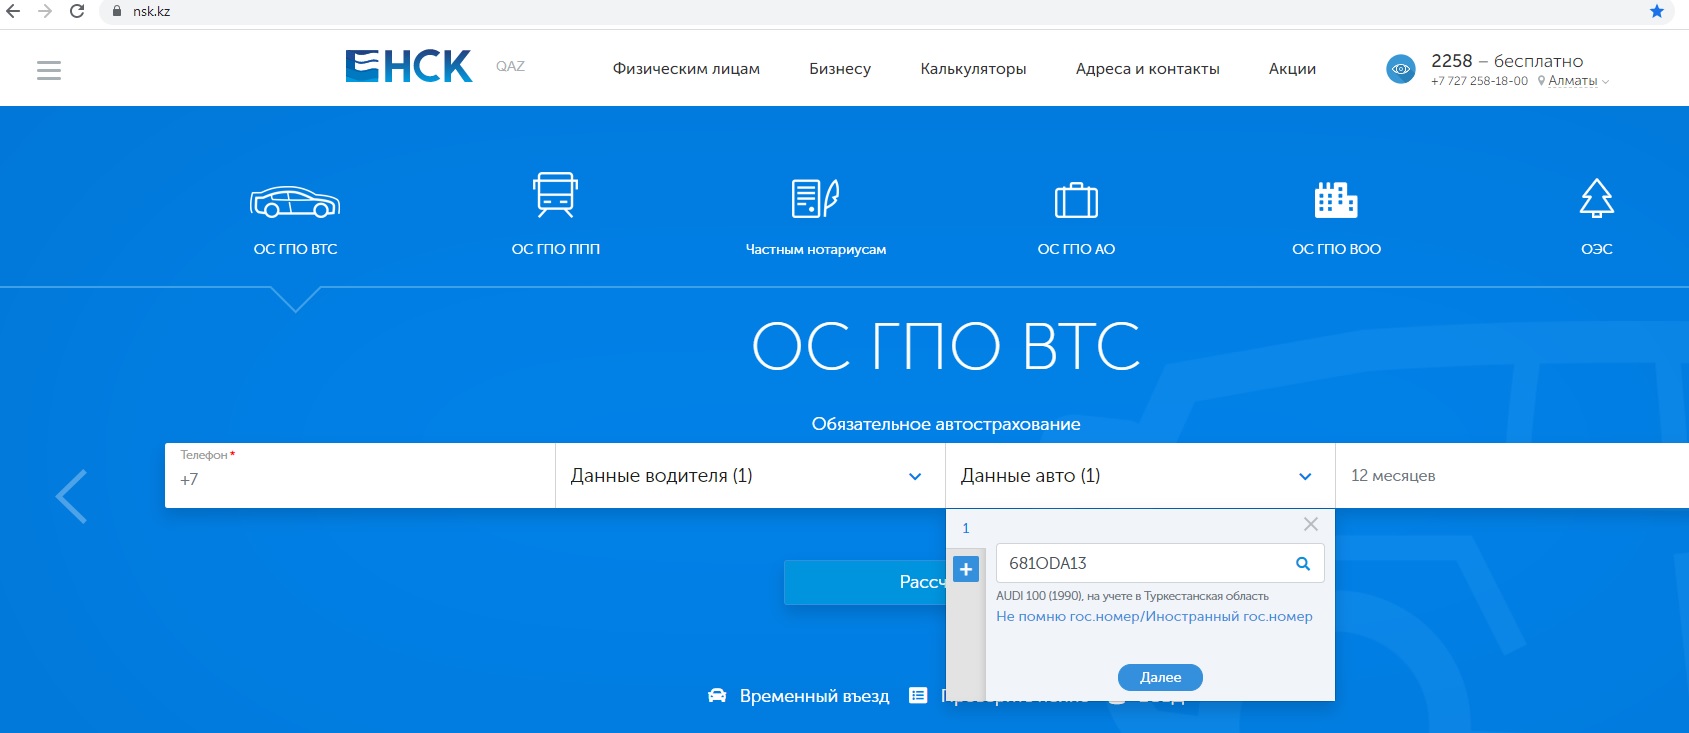 nsk.kz
НСК
QAZ
Физическим лицам
Бизнесу
Калькуляторы
Адреса и контакты
Акции
2258 – бесплатно
+7 727 258-18-00
Алматы
ОС ГПО ВТС
ОС ГПО ППП
Частным нотариусам
ОС ГПО АО
ОС ГПО ВОО
ОЭС
ОС ГПО ВТС
Обязательное автострахование
Телефон *
+7
Данные водителя (1)
Данные авто (1)
12 месяцев
1
+
681ODA13
AUDI 100 (1990), на учете в Туркестанская область
Не помню гос.номер/Иностранный гос.номер
Далее
Рассч
Временный въезд